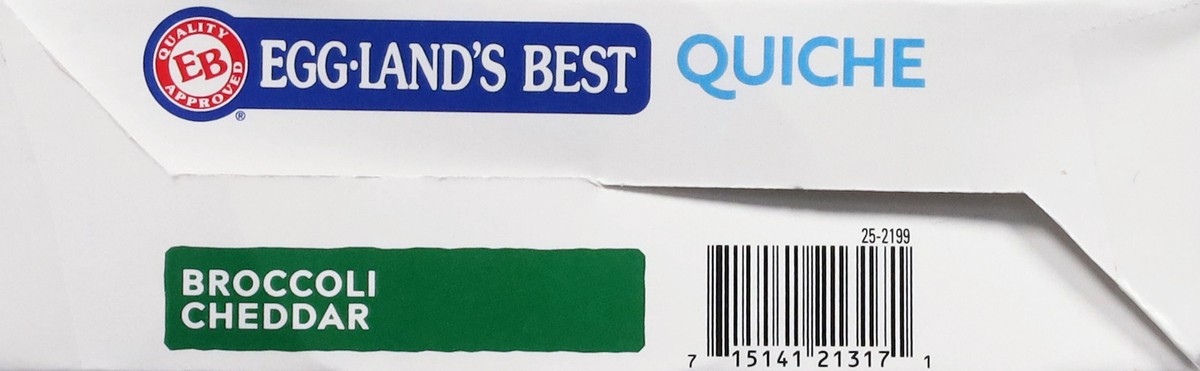 QUALITY
EB
APPROVED
®
EGG·LAND'S BEST
QUICHE
BROCCOLI
CHEDDAR
25-2199
7 15141 21317 1